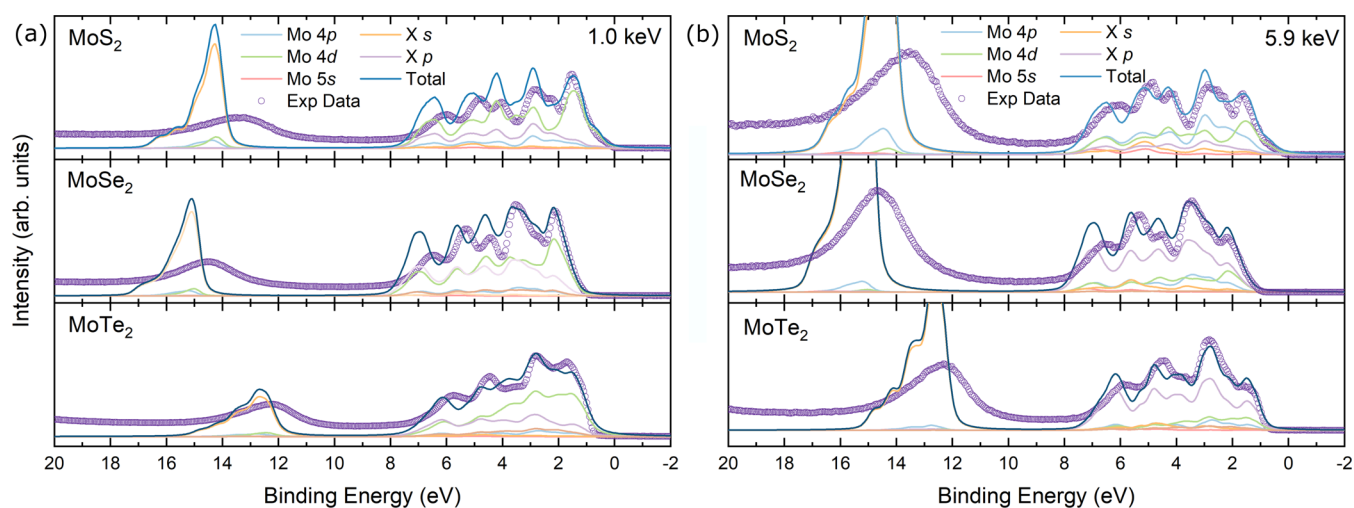 (a) MoS2 1.0 keV
Mo 4p X s
Mo 4d X p
Mo 5s Total
Exp Data
MoSe2
MoTe2
Intensity (arb. units)
20 18 16 14 12 10 8 6 4 2 0 -2
Binding Energy (eV)
(b) MoS2 5.9 keV
Mo 4p X s
Mo 4d X p
Mo 5s Total
Exp Data
MoSe2
MoTe2
20 18 16 14 12 10 8 6 4 2 0 -2
Binding Energy (eV)